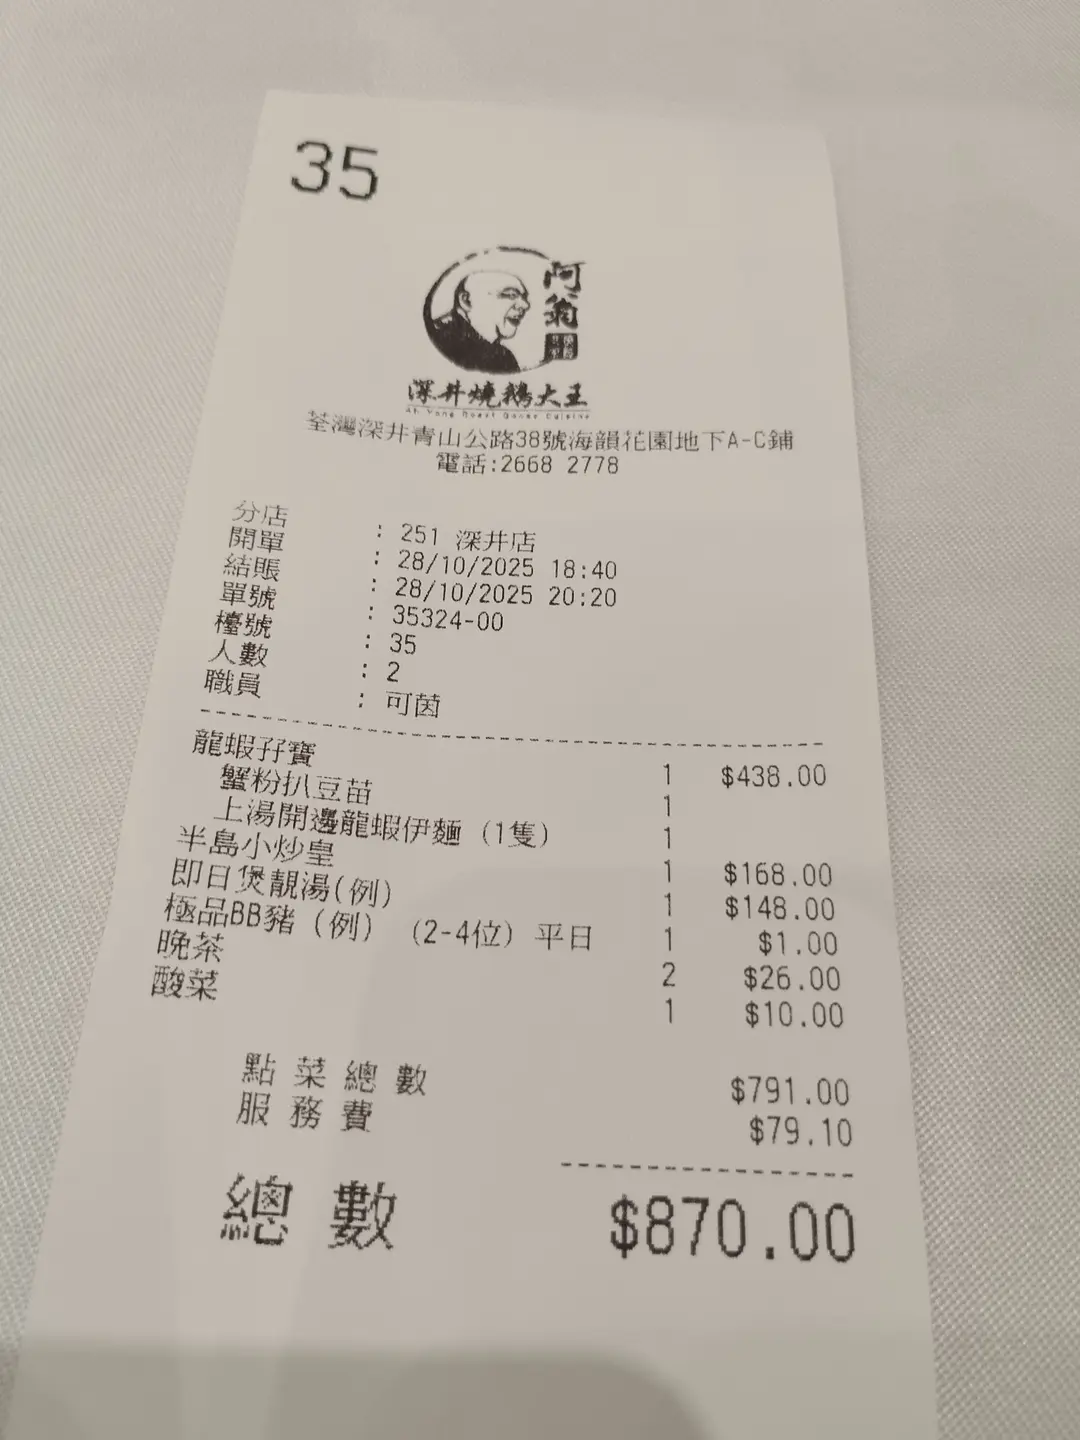 35
阿翁
深井燒鵝大王
荃灣深井青山公路38號海韻花園地下A-C鋪
電話:2668 2778
分店 : 251 深井店
開單 : 28/10/2025 18:40
結賬 : 28/10/2025 20:20
單號 : 35324-00
檯號 : 35
人數 : 2
職員 : 可茵
龍蝦孖寶 1 $438.00
蟹粉扒豆苗 1
上湯開邊龍蝦伊麵 (1隻) 1
半島小炒皇 1 $168.00
即日煲靚湯(例) 1 $148.00
極品BB豬 (例) (2-4位) 平日 1 $1.00
晚茶 2 $26.00
酸菜 1 $10.00
點菜總數 $791.00
服務費 $79.10
總數 $870.00